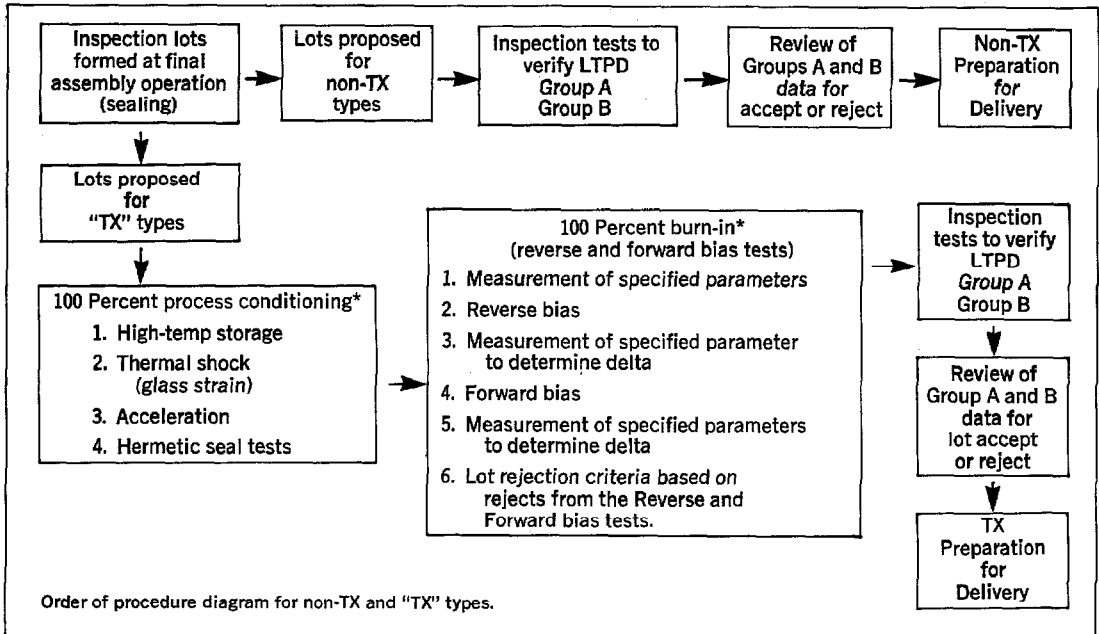 Inspection lots
formed at final
assembly operation
(sealing)
Lots proposed
for
non-TX
types
Inspection tests to
verify LTPD
Group A
Group B
Review of
Groups A and B
data for
accept or reject
Non-TX
Preparation
for
Delivery
Lots proposed
for
“TX” types
100 Percent process conditioning*
1. High-temp storage
2. Thermal shock
(glass strain)
3. Acceleration
4. Hermetic seal tests
100 Percent burn-in*
(reverse and forward bias tests)
1. Measurement of specified parameters
2. Reverse bias
3. Measurement of specified parameter
to determine delta
4. Forward bias
5. Measurement of specified parameters
to determine delta
6. Lot rejection criteria based on
rejects from the Reverse and
Forward bias tests.
Inspection
tests to verify
LTPD
Group A
Group B
Review of
Group A and B
data for
lot accept
or reject
TX
Preparation
for
Delivery
Order of procedure diagram for non-TX and “TX” types.